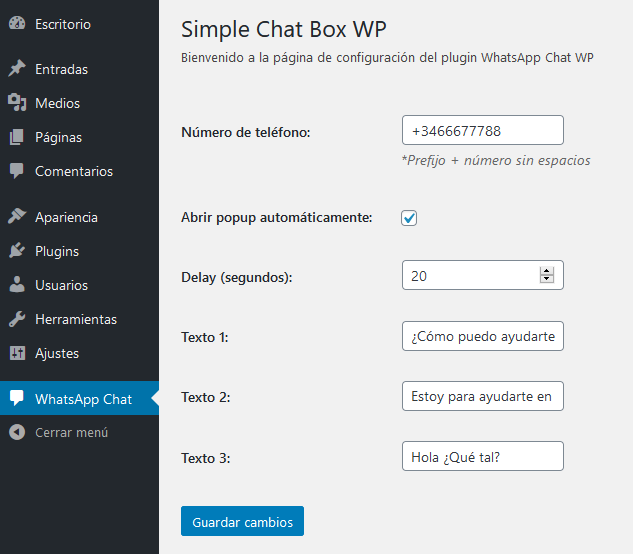 Escritorio
Entradas
Medios
Páginas
Comentarios
Apariencia
Plugins
Usuarios
Herramientas
Ajustes
WhatsApp Chat
Cerrar menú
Simple Chat Box WP
Bienvenido a la página de configuración del plugin WhatsApp Chat WP
Número de teléfono: +3466677788
*Prefijo + número sin espacios
Abrir popup automáticamente:
Delay (segundos): 20
Texto 1: ¿Cómo puedo ayudarte
Texto 2: Estoy para ayudarte en
Texto 3: Hola ¿Qué tal?
Guardar cambios